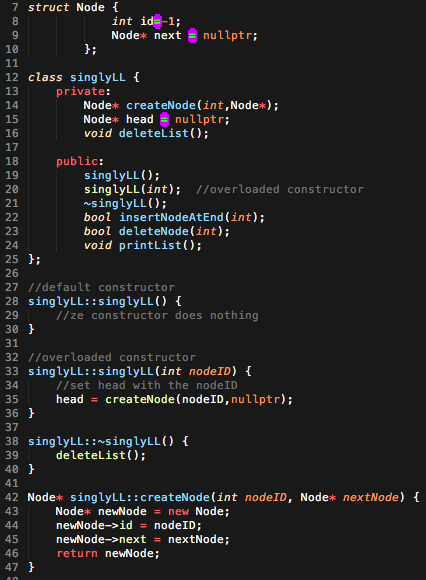 7 struct Node {
8 int id=-1;
9 Node* next = nullptr;
10 };
11
12 class singlyLL {
13 private:
14 Node* createNode(int,Node*);
15 Node* head = nullptr;
16 void deleteList();
17
18 public:
19 singlyLL();
20 singlyLL(int); //overloaded constructor
21 ~singlyLL();
22 bool insertNodeAtEnd(int);
23 bool deleteNode(int);
24 void printList();
25 };
26
27 //default constructor
28 singlyLL::singlyLL() {
29 //ze constructor does nothing
30 }
31
32 //overloaded constructor
33 singlyLL::singlyLL(int nodeID) {
34 //set head with the nodeID
35 head = createNode(nodeID,nullptr);
36 }
37
38 singlyLL::~singlyLL() {
39 deleteList();
40 }
41
42 Node* singlyLL::createNode(int nodeID, Node* nextNode) {
43 Node* newNode = new Node;
44 newNode->id = nodeID;
45 newNode->next = nextNode;
46 return newNode;
47 }